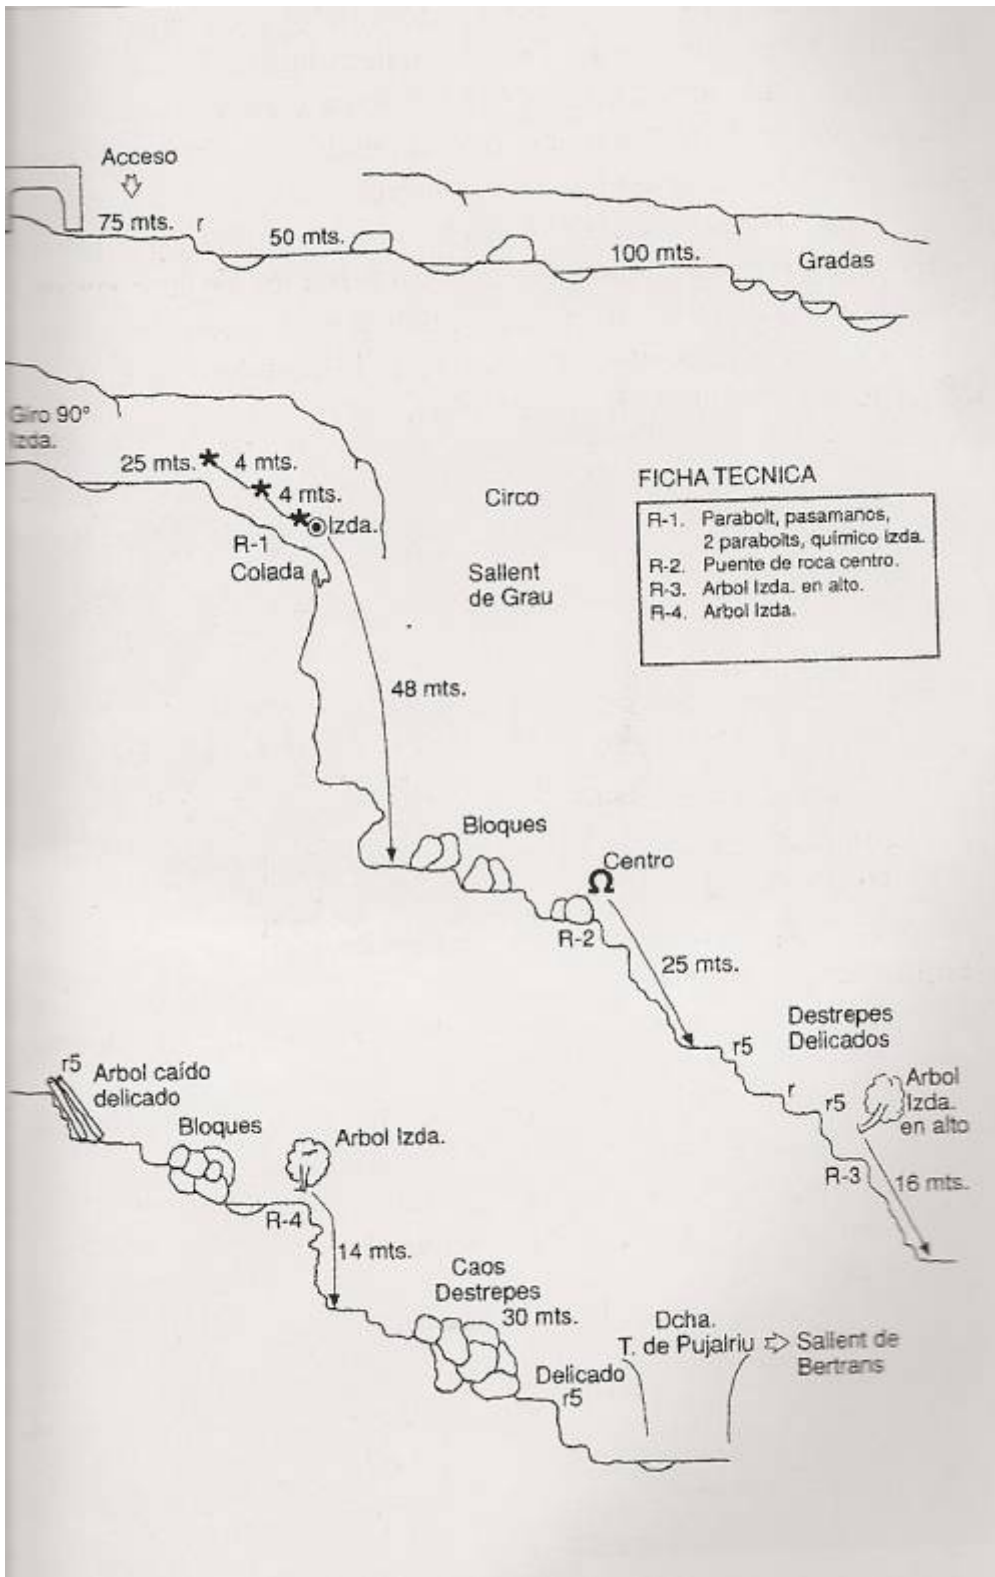 Acceso
75 mts.
r
50 mts.
100 mts.
Gradas
Giro 90º
Izda.
25 mts.
4 mts.
4 mts.
Izda.
R-1
Colada
Circo
Sallent
de Grau
FICHA TECNICA
R-1. Parabolt, pasamanos,
2 parabolts, químico Izda.
R-2. Puente de roca centro.
R-3. Arbol Izda. en alto.
R-4. Arbol Izda.
48 mts.
Bloques
Centro
R-2
25 mts.
Destrepes
Delicados
r5
r
r5
Arbol
Izda.
en alto
R-3
16 mts.
r5
Arbol caído
delicado
Bloques
Arbol Izda.
R-4
14 mts.
Caos
Destrepes
30 mts.
Delicado
r5
Dcha.
T. de Pujalriu
Sallent de
Bertrans